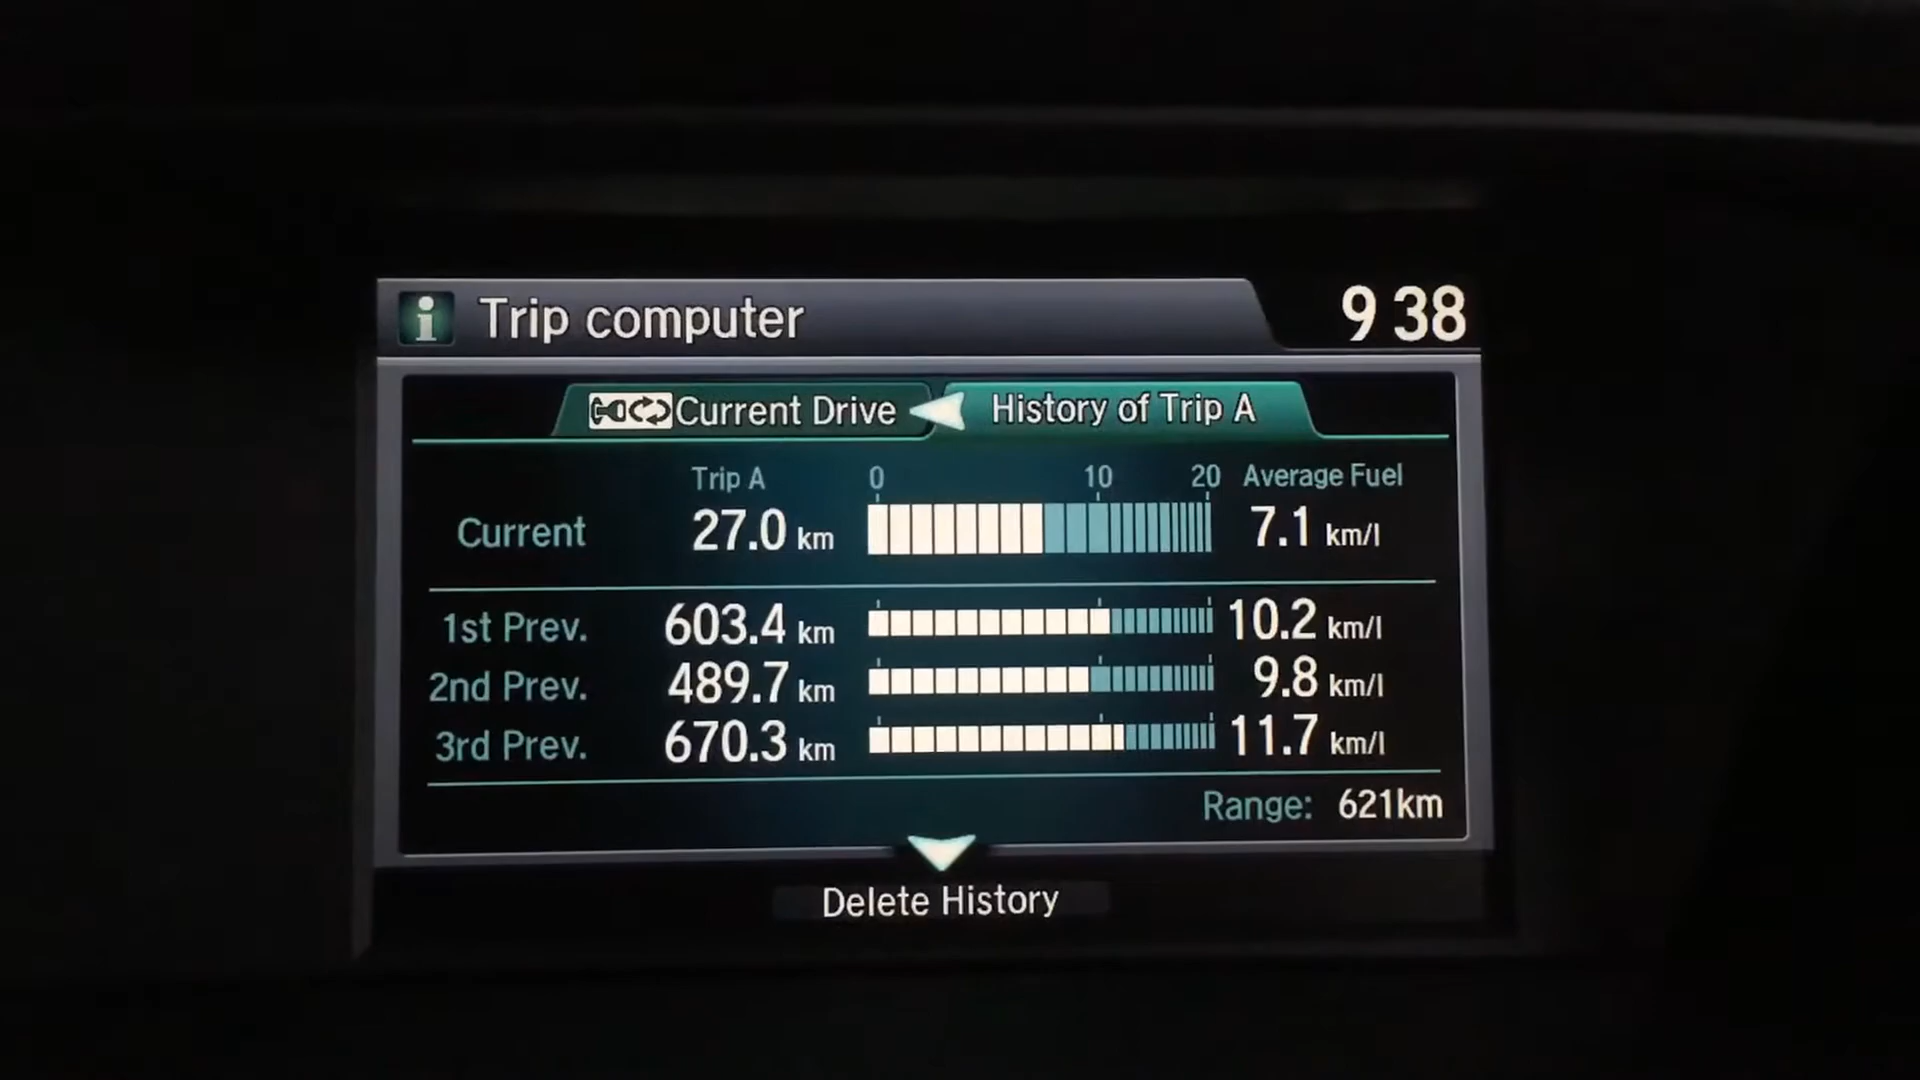 i Trip computer 9 38
Current Drive History of Trip A
Trip A 0 10 20 Average Fuel
Current 27.0 km 7.1 km/l
1st Prev. 603.4 km 10.2 km/l
2nd Prev. 489.7 km 9.8 km/l
3rd Prev. 670.3 km 11.7 km/l
Range: 621km
Delete History